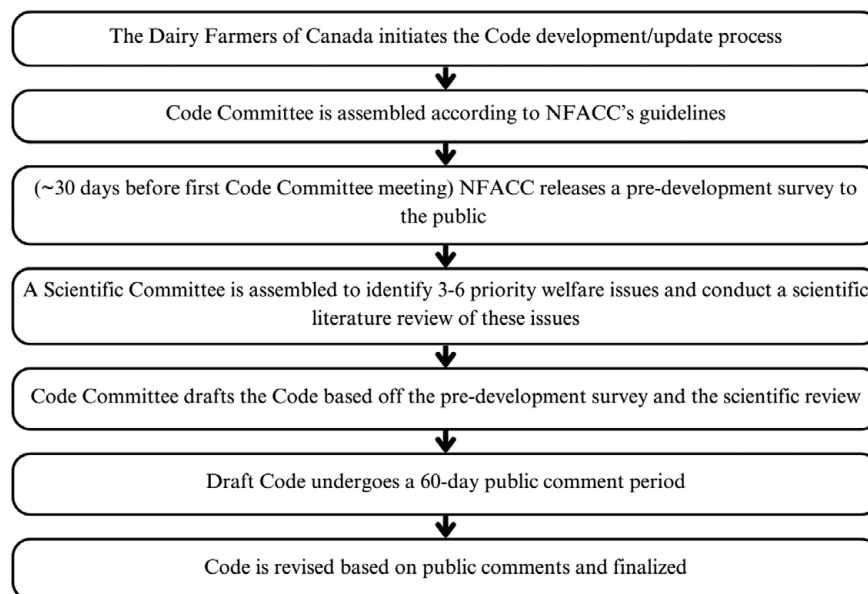 The Dairy Farmers of Canada initiates the Code development/update process
Code Committee is assembled according to NFACC's guidelines
(~30 days before first Code Committee meeting) NFACC releases a pre-development survey to
the public
A Scientific Committee is assembled to identify 3-6 priority welfare issues and conduct a scientific
literature review of these issues
Code Committee drafts the Code based off the pre-development survey and the scientific review
Draft Code undergoes a 60-day public comment period
Code is revised based on public comments and finalized